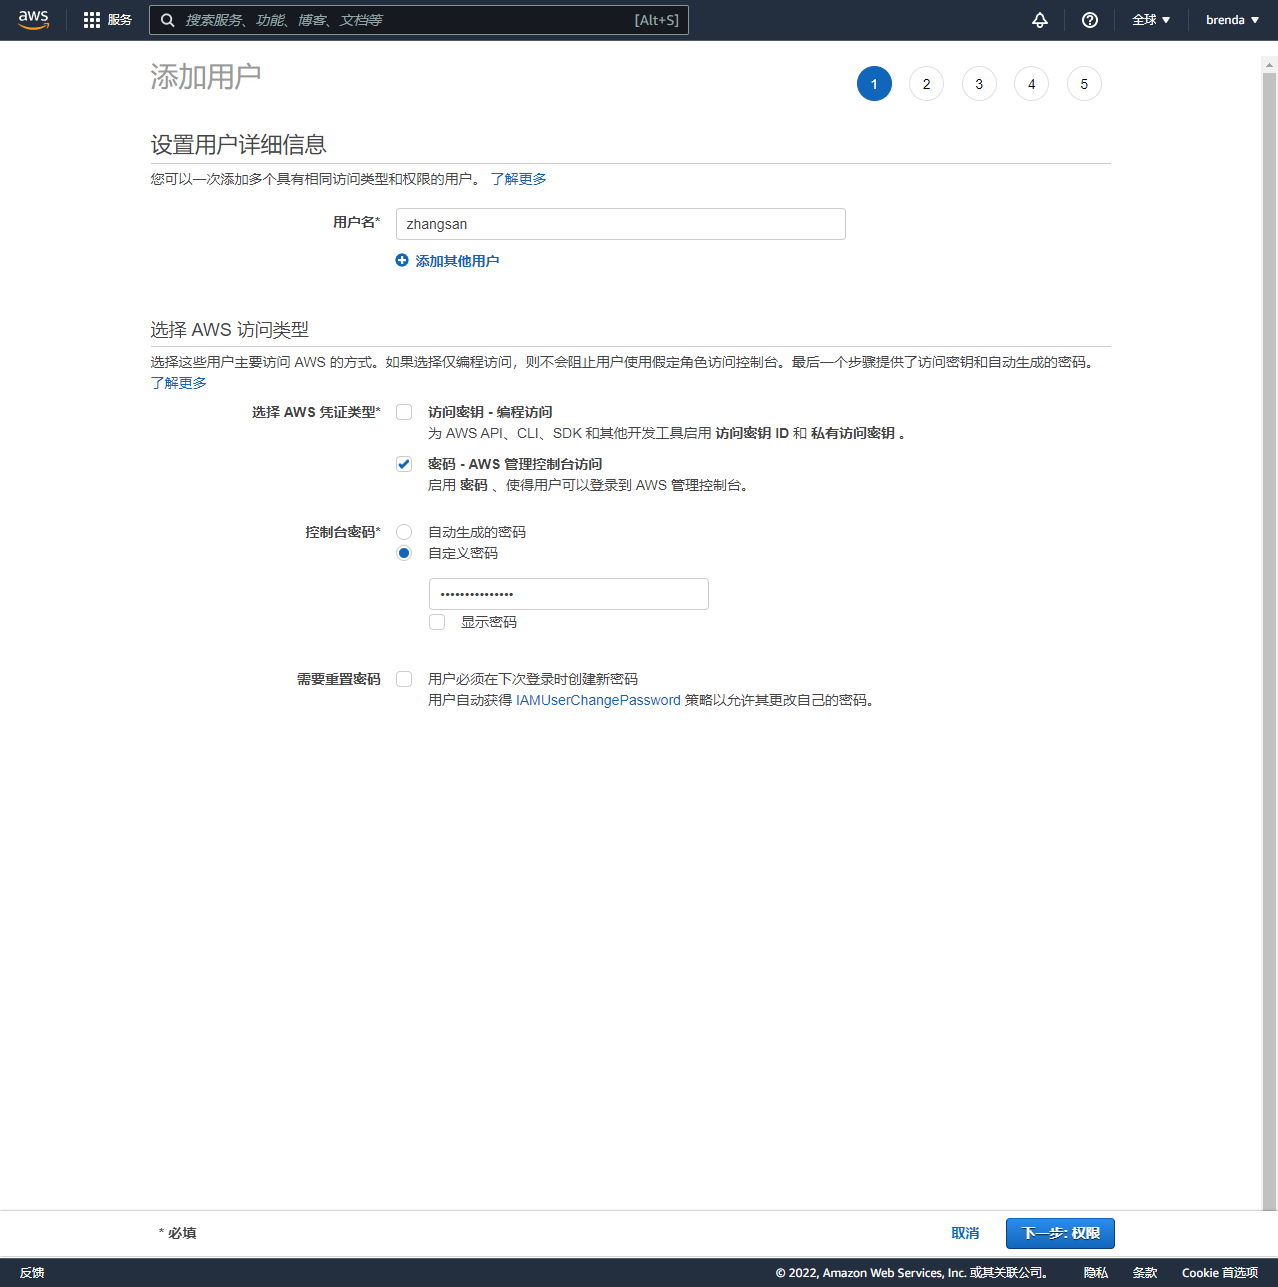 aws 服务 搜索服务、功能、博客、文档等 [Alt+S] 全球 ▼ brenda ▼
添加用户 1 2 3 4 5
设置用户详细信息
您可以一次添加多个具有相同访问类型和权限的用户。 了解更多
用户名* zhangsan
添加其他用户
选择 AWS 访问类型
选择这些用户主要访问 AWS 的方式。如果选择仅编程访问，则不会阻止用户使用假定角色访问控制台。最后一个步骤提供了访问密钥和自动生成的密码。
了解更多
选择 AWS 凭证类型* 访问密钥 - 编程访问
为 AWS API、CLI、SDK 和其他开发工具启用 访问密钥 ID 和 私有访问密钥 。
密码 - AWS 管理控制台访问
启用 密码 、使得用户可以登录到 AWS 管理控制台。
控制台密码* 自动生成的密码
自定义密码
•••••••••••••••
显示密码
需要重置密码 用户必须在下次登录时创建新密码
用户自动获得 IAMUserChangePassword 策略以允许其更改自己的密码。
* 必填 取消 下一步: 权限
反馈 © 2022, Amazon Web Services, Inc. 或其关联公司。 隐私 条款 Cookie 首选项